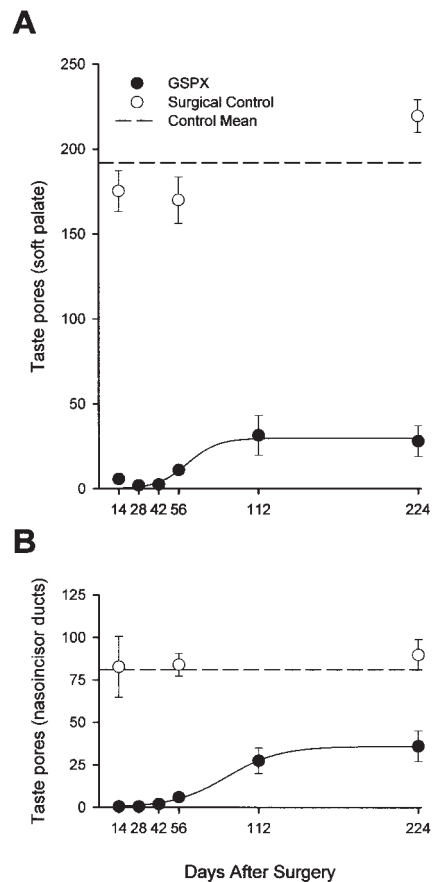 A
250
200
150
100
50
0
Taste pores (soft palate)
GSPX
Surgical Control
Control Mean
14 28 42 56 112 224
B
125
100
75
50
25
0
Taste pores (nasoincisor ducts)
14 28 42 56 112 224
Days After Surgery